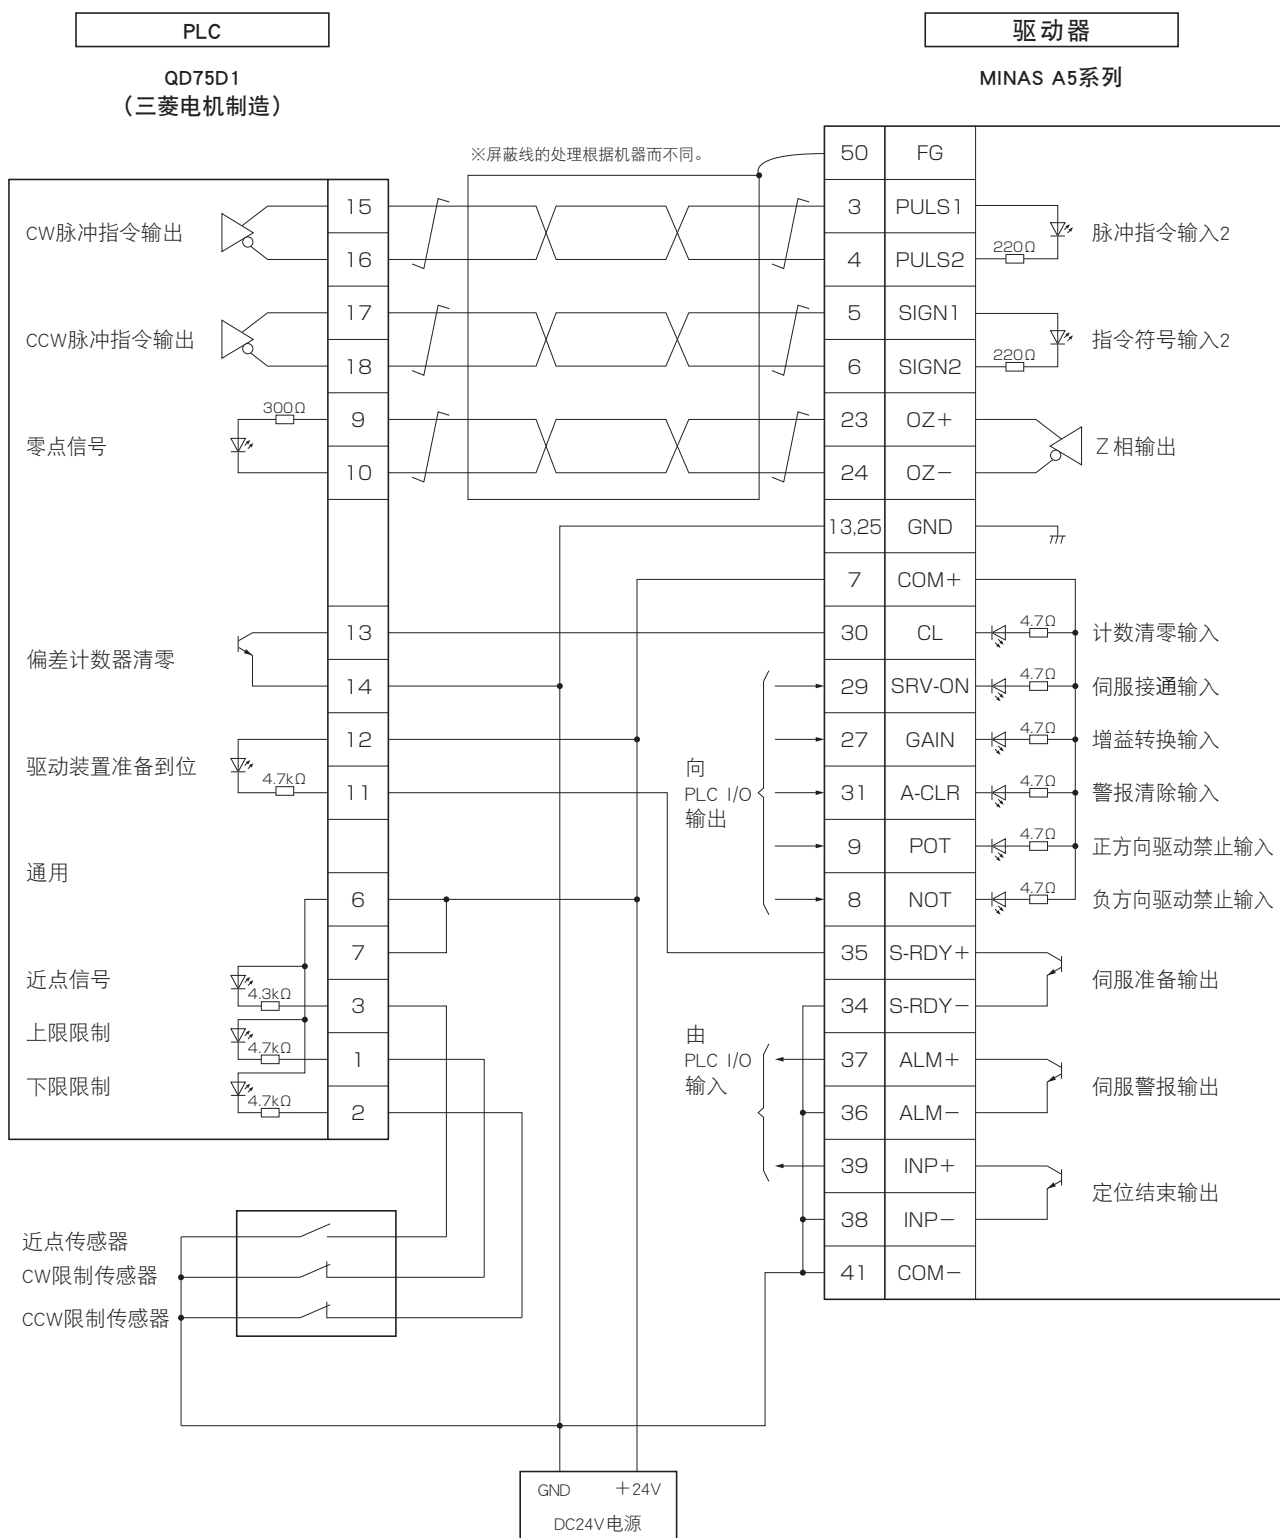 PLC
QD75D1
（三菱电机制造）
驱动器
MINAS A5系列
※屏蔽线的处理根据机器而不同。
50 FG
CW脉冲指令输出
15
3 PULS1
220Ω
脉冲指令输入2
16
4 PULS2
CCW脉冲指令输出
17
5 SIGN1
220Ω
指令符号输入2
18
6 SIGN2
零点信号
300Ω
9
23 OZ+
Z相输出
10
24 OZ−
13,25 GND
7 COM+
偏差计数器清零
13
30 CL
4.7Ω
计数清零输入
14
29 SRV-ON
4.7Ω
伺服接通输入
驱动装置准备到位
12
27 GAIN
4.7Ω
增益转换输入
4.7kΩ
11
31 A-CLR
4.7Ω
警报清除输入
向
PLC I/O
输出
9 POT
4.7Ω
正方向驱动禁止输入
通用
6
8 NOT
4.7Ω
负方向驱动禁止输入
7
35 S-RDY+
伺服准备输出
近点信号
4.3kΩ
3
34 S-RDY−
上限限制
4.7kΩ
1
37 ALM+
伺服警报输出
下限限制
4.7kΩ
2
36 ALM−
由
PLC I/O
输入
39 INP+
定位结束输出
38 INP−
41 COM−
近点传感器
CW限制传感器
CCW限制传感器
GND +24V
DC24V电源